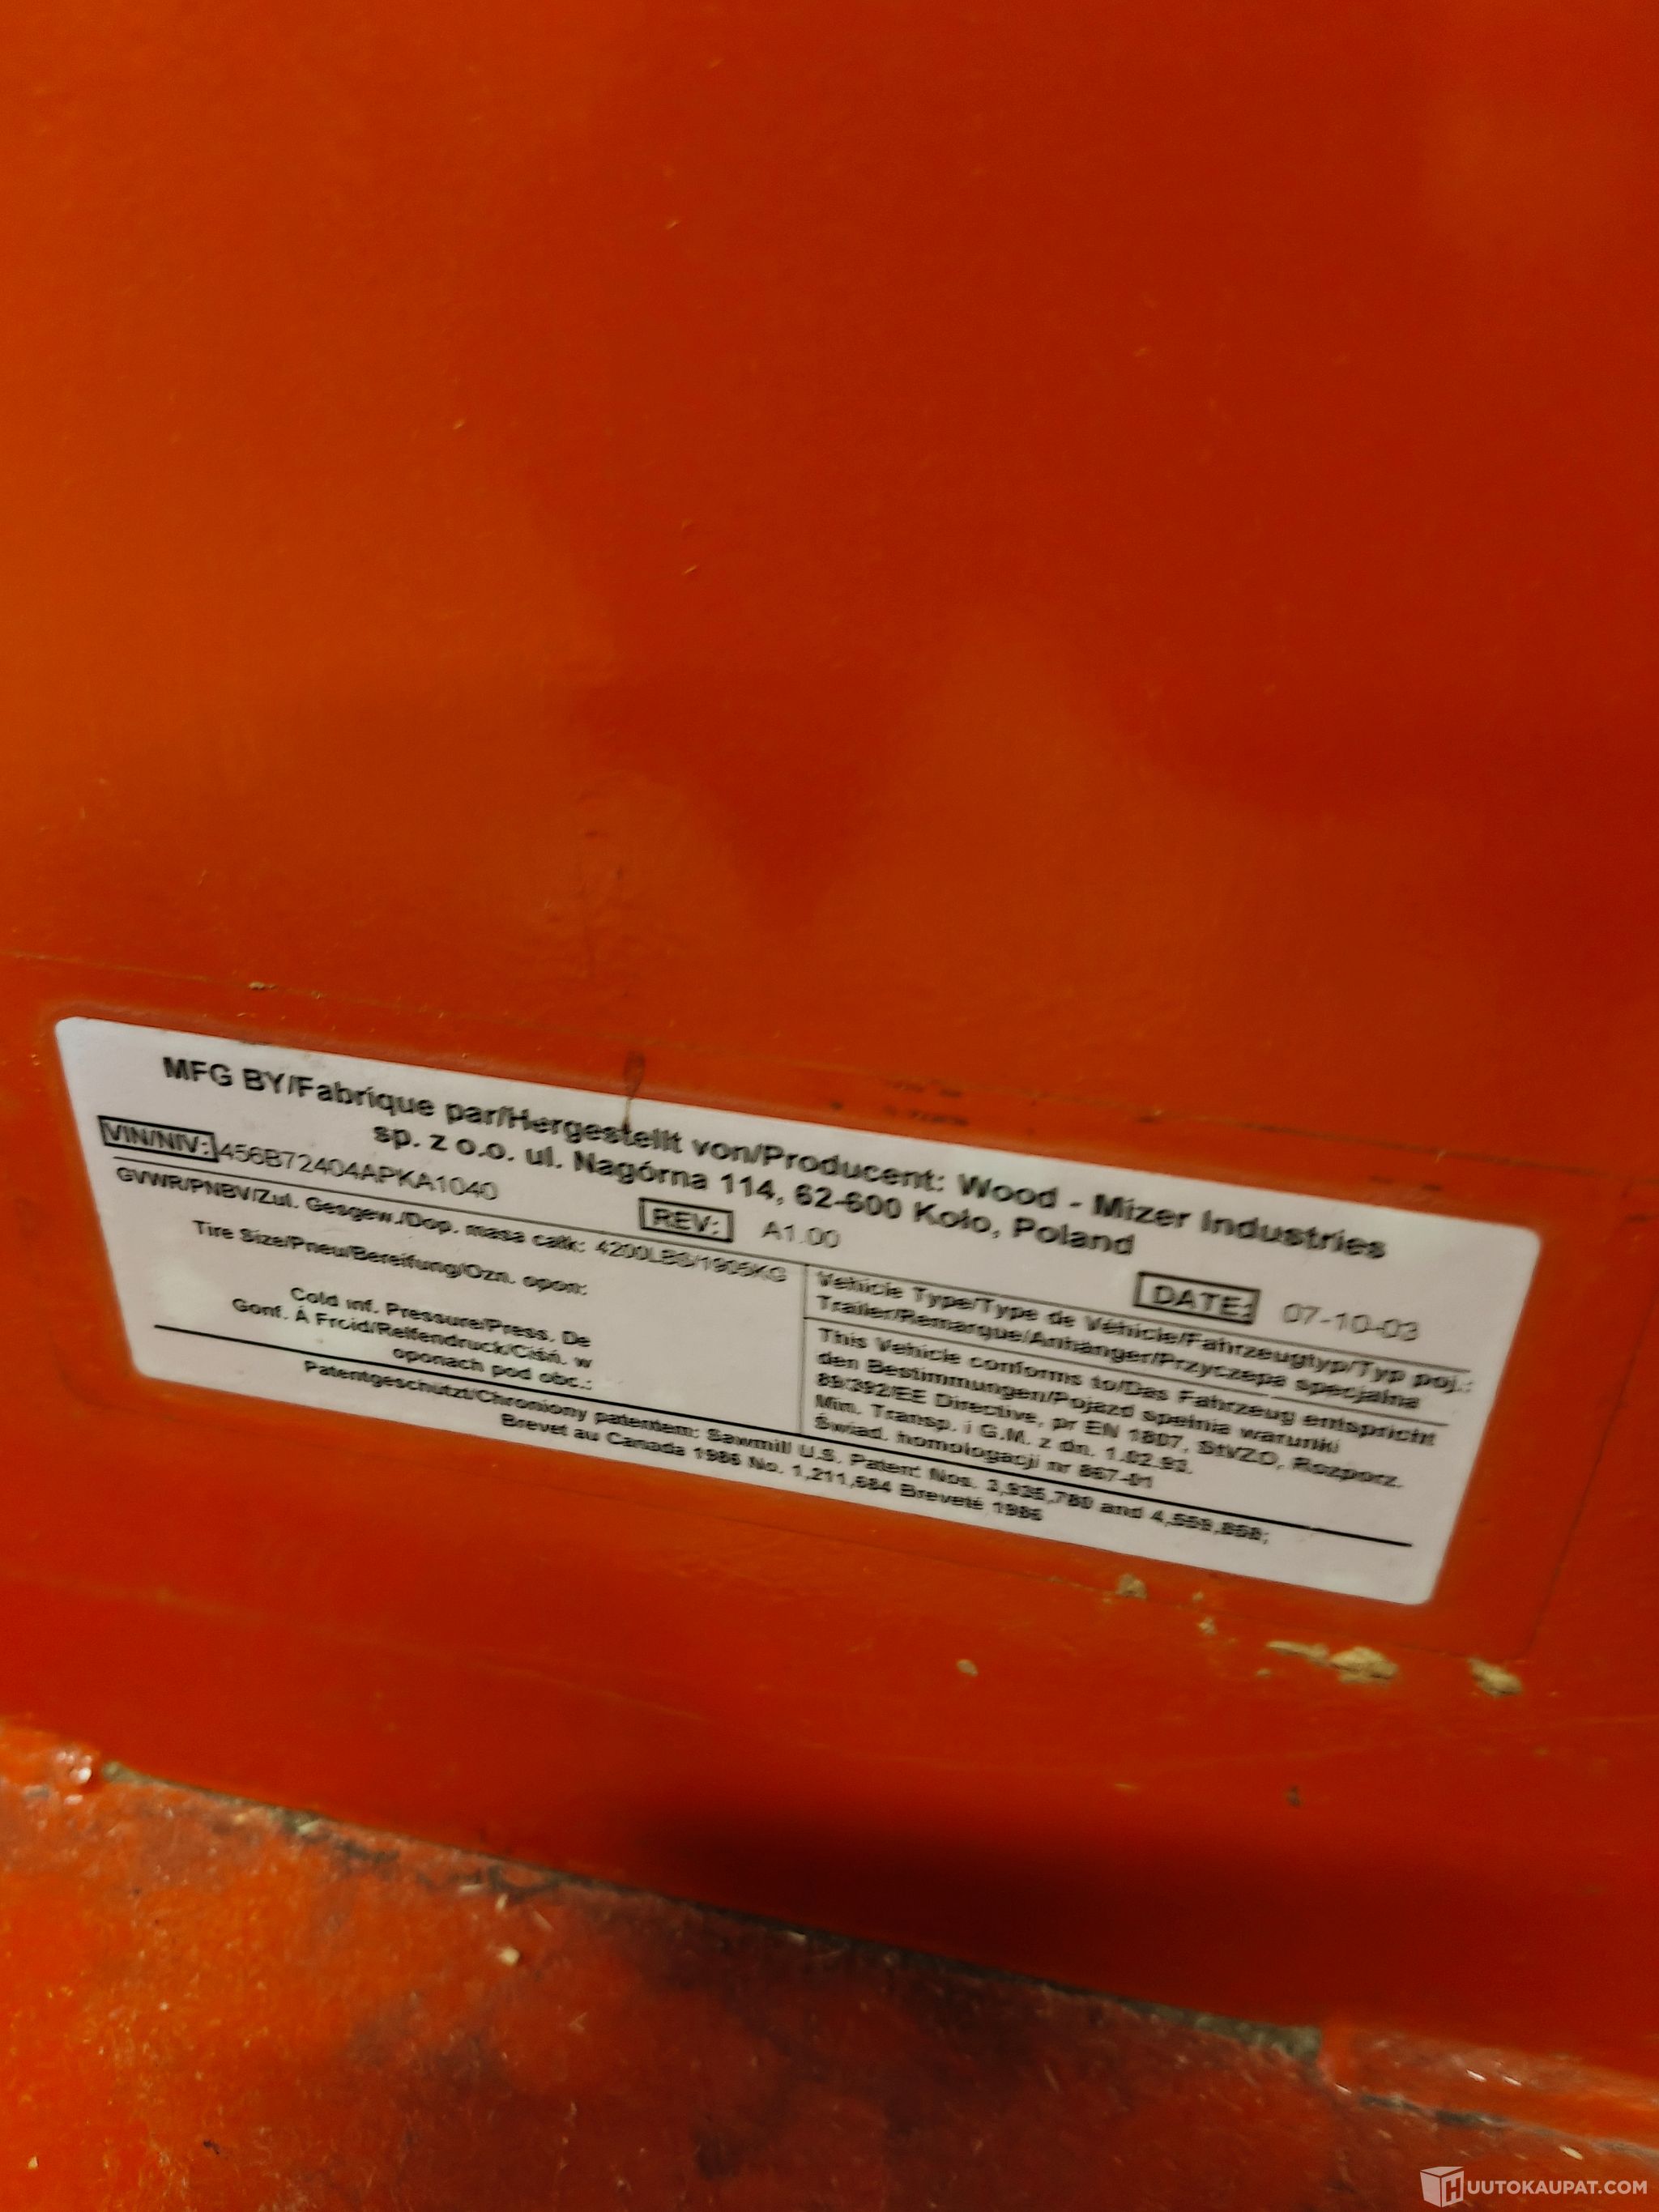 MFG BY/Fabrique par/Hergestellt von/Producent: Wood - Mizer Industries
sp. z o.o. ul. Nagórna 114, 62-600 Koło, Poland
VIN/NIV: 456B72404APKA1040 REV: A1.00 DATE: 07-10-03
GVWR/PNBV/Zul. Gesgew./Dop. masa całk: 4200LBS/1905KG
Tire Size/Pneu/Bereifung/Ozn. opon:
Cold inf. Pressure/Press. De
Gonf. Á Froid/Reifendruck/Ciśń. w
oponach pod obc.:
Vehicle Type/Type de Véhicle/Fahrzeugtyp/Typ poj.:
Trailer/Remarque/Anhänger/Przyczepa specjalna
This Vehicle conforms to/Das Fahrzeug entspricht
den Bestimmungen/Pojazd spełnia warunki
89/392/EE Directive, pr EN 1807, StVZO, Rozporz.
Min. Transp. i G.M. z dn. 1.02.93.
Świad. homologacji nr 867-01
Patentgeschützt/Chroniony patentem: Sawmill U.S. Patent Nos. 3,935,780 and 4,559,858;
Brevet au Canada 1986 No. 1,211,684 Breveté 1986
HUUTOKAUPAT.COM